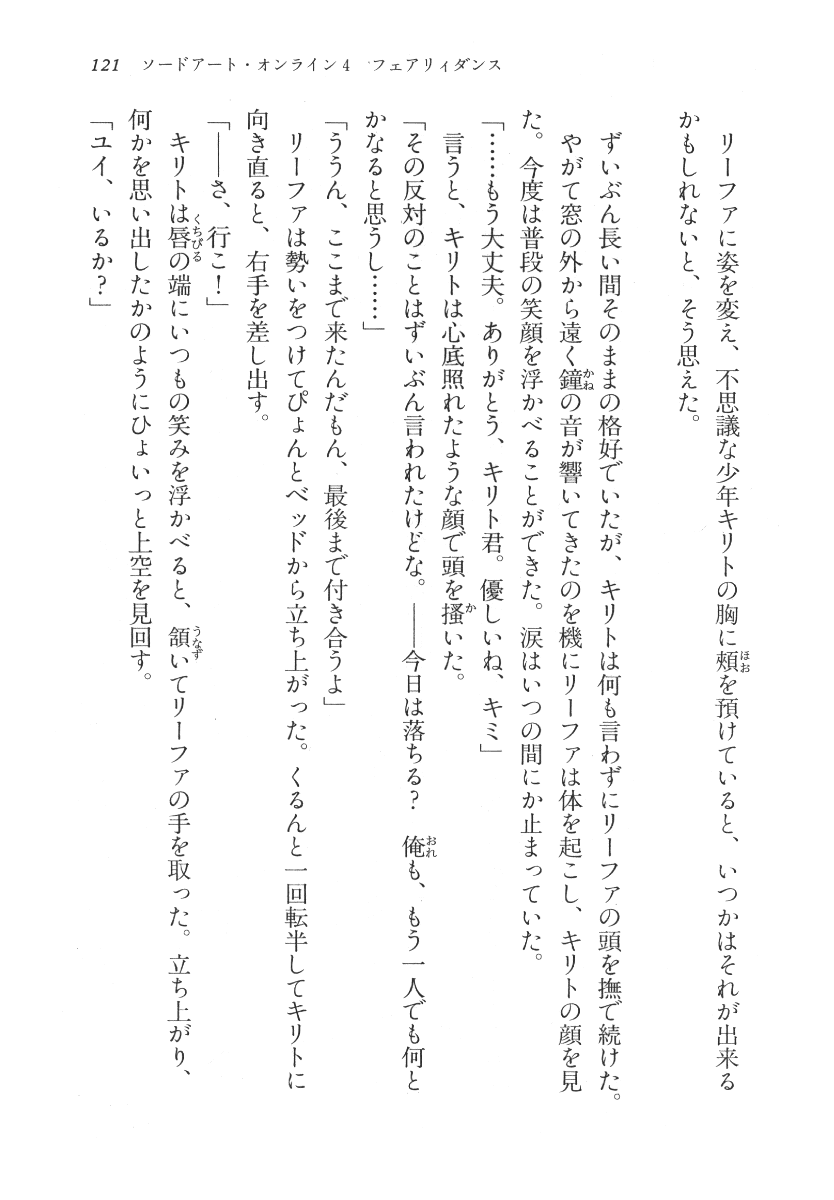 121　ソードアート・オンライン4　フェアリィダンス
　リーファに姿を変え、不思議な少年キリトの胸に頰を預けていると、いつかはそれが出来る
かもしれないと、そう思えた。
　ずいぶん長い間そのままの格好でいたが、キリトは何も言わずにリーファの頭を撫で続けた。
　やがて窓の外から遠く鐘の音が響いてきたのを機にリーファは体を起こし、キリトの顔を見
た。今度は普段の笑顔を浮かべることができた。涙はいつの間にか止まっていた。
「……もう大丈夫。ありがとう、キリト君。優しいね、キミ」
　言うと、キリトは心底照れたような顔で頭を搔いた。
「その反対のことはずいぶん言われたけどな。――今日は落ちる？　俺も、もう一人でも何と
かなると思うし……」
「ううん、ここまで来たんだもん、最後まで付き合うよ」
　リーファは勢いをつけてぴょんとベッドから立ち上がった。くるんと一回転半してキリトに
向き直ると、右手を差し出す。
「――さ、行こ！」
　キリトは唇の端にいつもの笑みを浮かべると、頷いてリーファの手を取った。立ち上がり、
何かを思い出したかのようにひょいっと上空を見回す。
「ユイ、いるか？」